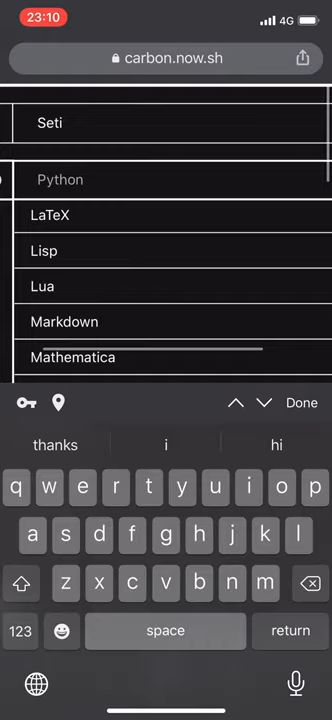 23:10
4G
carbon.now.sh
Seti
Python
LaTeX
Lisp
Lua
Markdown
Mathematica
Done
thanks i hi
q w e r t y u i o p
a s d f g h j k l
z x c v b n m
123 space return